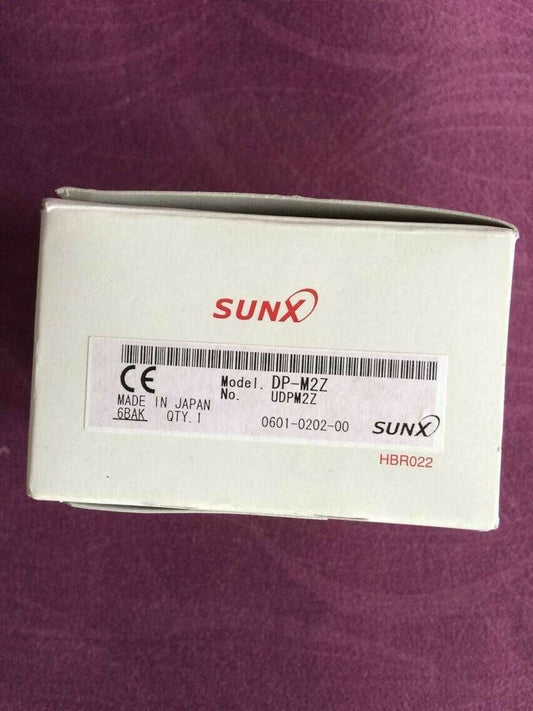 SUNX
CE
Model. DP-M2Z
No. UDPM2Z
MADE IN JAPAN
6BAK QTY.1
0601-0202-00
SUNX
HBR022